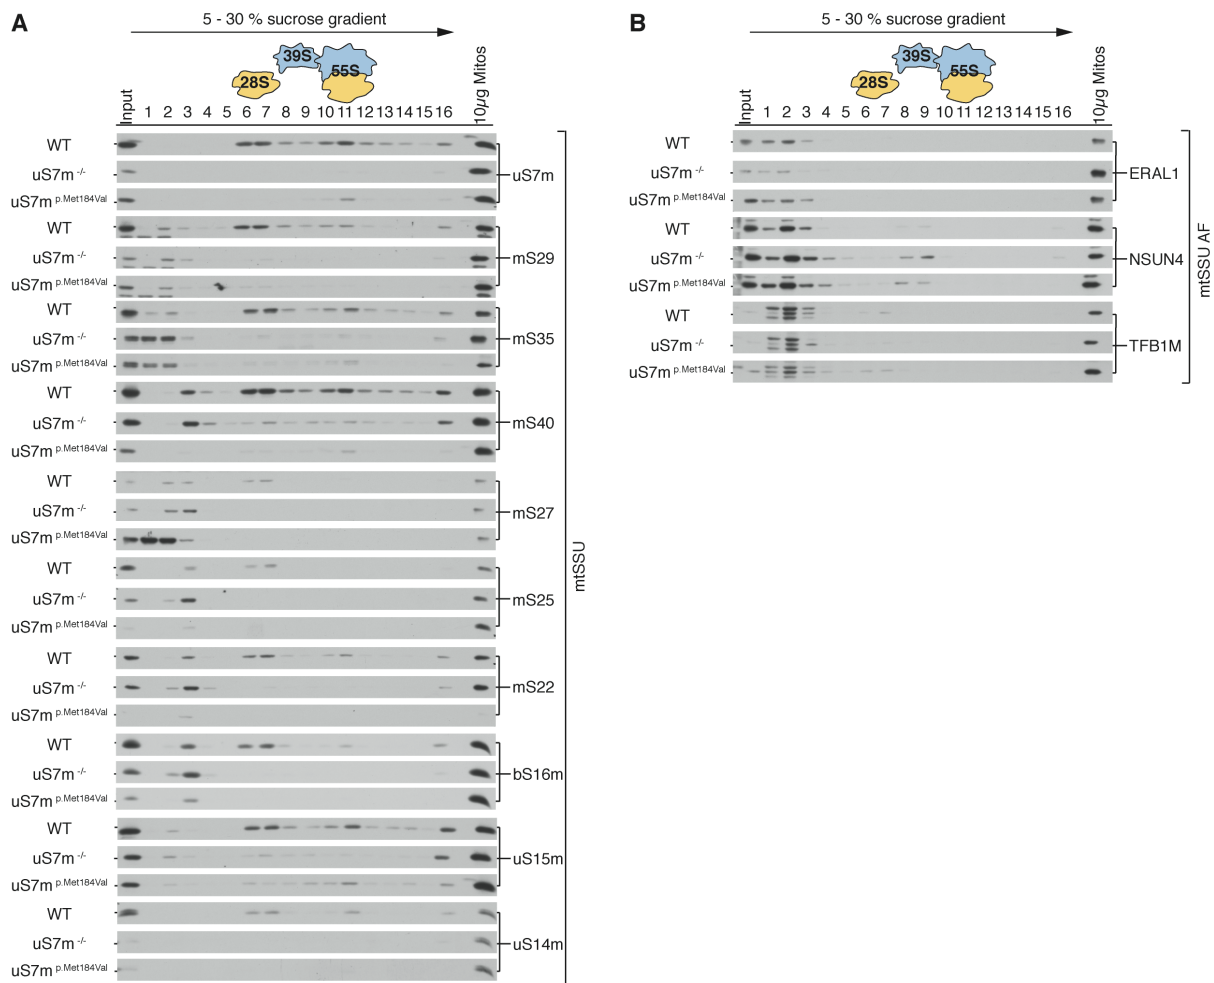 A
5 - 30 % sucrose gradient
39S
55S
28S
Input 1 2 3 4 5 6 7 8 9 10 11 12 13 14 15 16 10µg Mitos
WT
uS7m -/-
uS7m
uS7m p.Met184Val
WT
uS7m -/-
mS29
uS7m p.Met184Val
WT
uS7m -/-
mS35
uS7m p.Met184Val
WT
uS7m -/-
mS40
uS7m p.Met184Val
WT
uS7m -/-
mS27
uS7m p.Met184Val
WT
uS7m -/-
mS25
uS7m p.Met184Val
WT
uS7m -/-
mS22
uS7m p.Met184Val
WT
uS7m -/-
bS16m
uS7m p.Met184Val
WT
uS7m -/-
uS15m
uS7m p.Met184Val
WT
uS7m -/-
uS14m
uS7m p.Met184Val
mtSSU
B
5 - 30 % sucrose gradient
39S
55S
28S
Input 1 2 3 4 5 6 7 8 9 10 11 12 13 14 15 16 10µg Mitos
WT
uS7m -/-
ERAL1
uS7m p.Met184Val
WT
uS7m -/-
NSUN4
uS7m p.Met184Val
WT
uS7m -/-
TFB1M
uS7m p.Met184Val
mtSSU AF